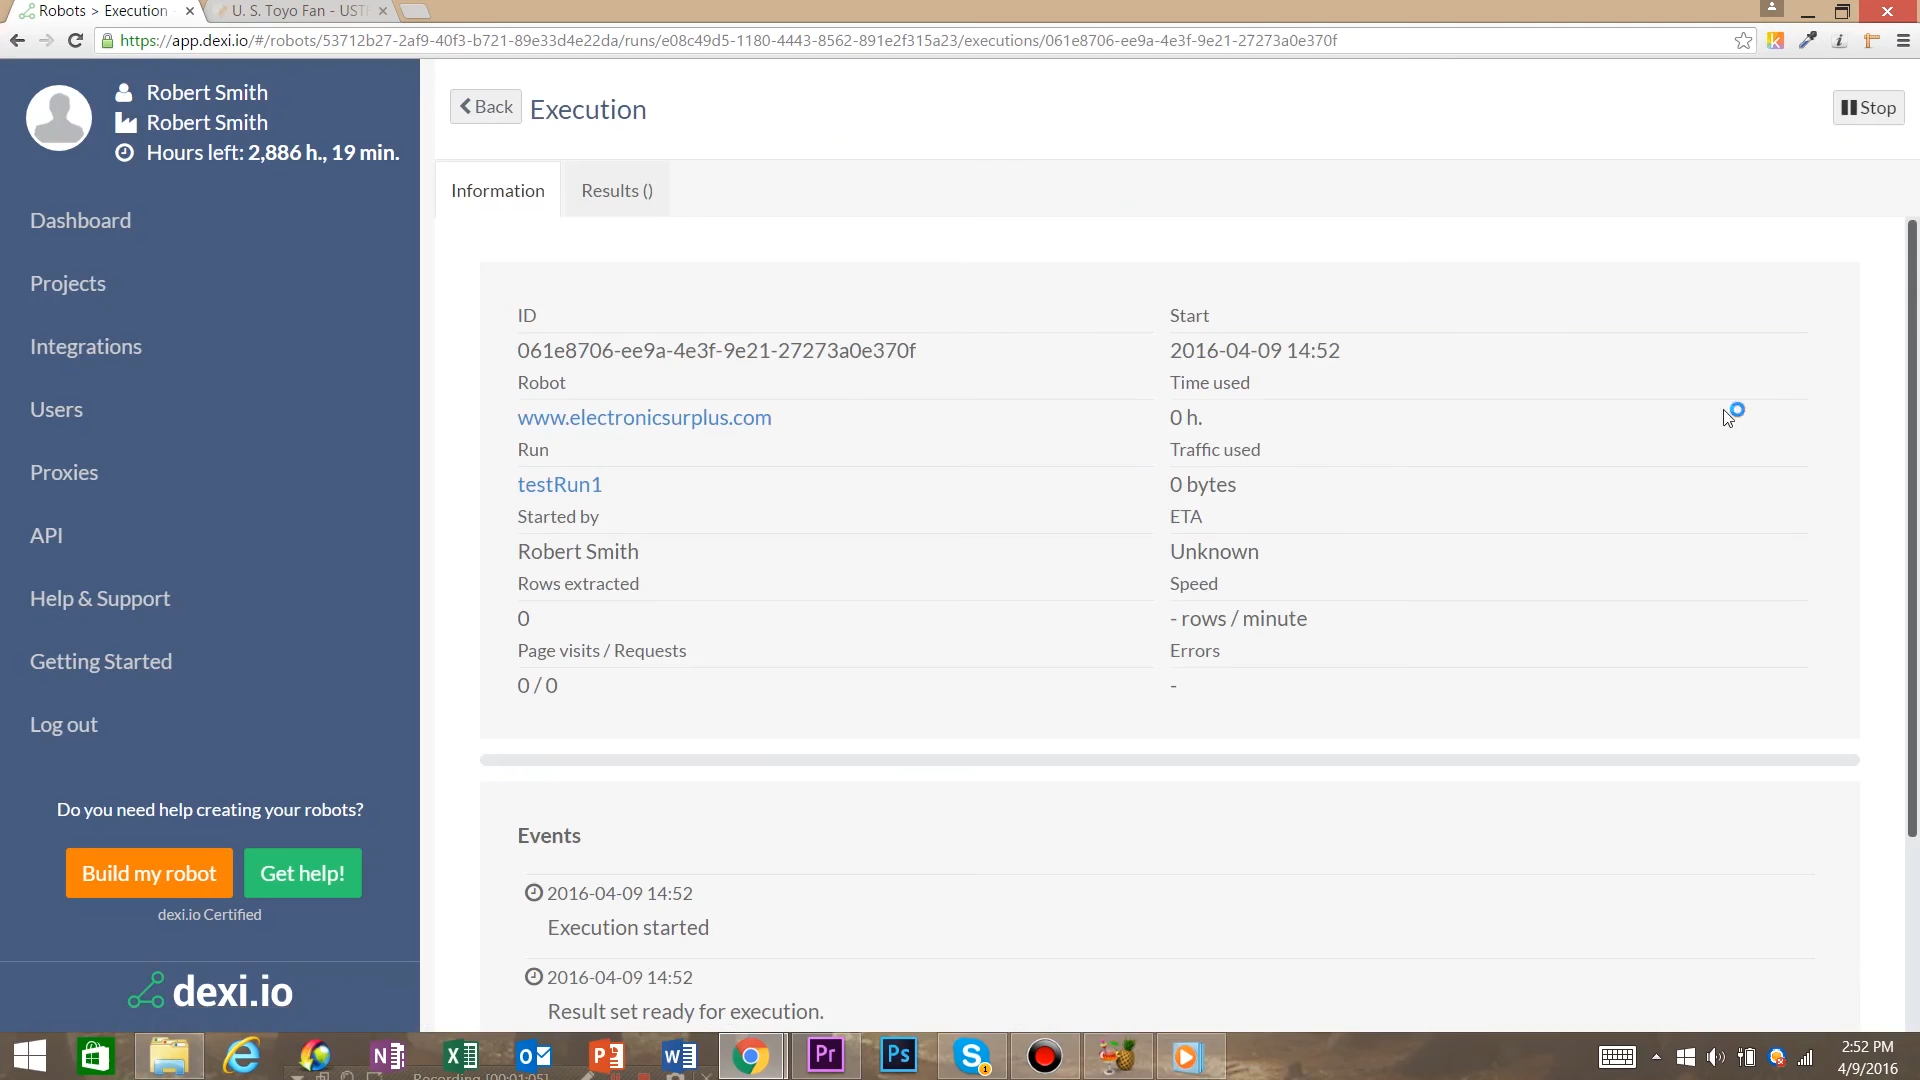 Robots > Execution
U. S. Toyo Fan - UST
https://app.dexi.io/#/robots/53712b27-2af9-40f3-b721-89e33d4e22da/runs/e08c49d5-1180-4443-8562-891e2f315a23/executions/061e8706-ee9a-4e3f-9e21-27273a0e370f
Robert Smith
Robert Smith
Hours left: 2,886 h., 19 min.
Dashboard
Projects
Integrations
Users
Proxies
API
Help & Support
Getting Started
Log out
Do you need help creating your robots?
Build my robot
Get help!
dexi.io Certified
dexi.io
Back
Execution
Stop
Information
Results ()
ID
061e8706-ee9a-4e3f-9e21-27273a0e370f
Robot
www.electronicsurplus.com
Run
testRun1
Started by
Robert Smith
Rows extracted
0
Page visits / Requests
0 / 0
Start
2016-04-09 14:52
Time used
0 h.
Traffic used
0 bytes
ETA
Unknown
Speed
- rows / minute
Errors
-
Events
2016-04-09 14:52
Execution started
2016-04-09 14:52
Result set ready for execution.
Recording [00:01:05]
2:52 PM
4/9/2016